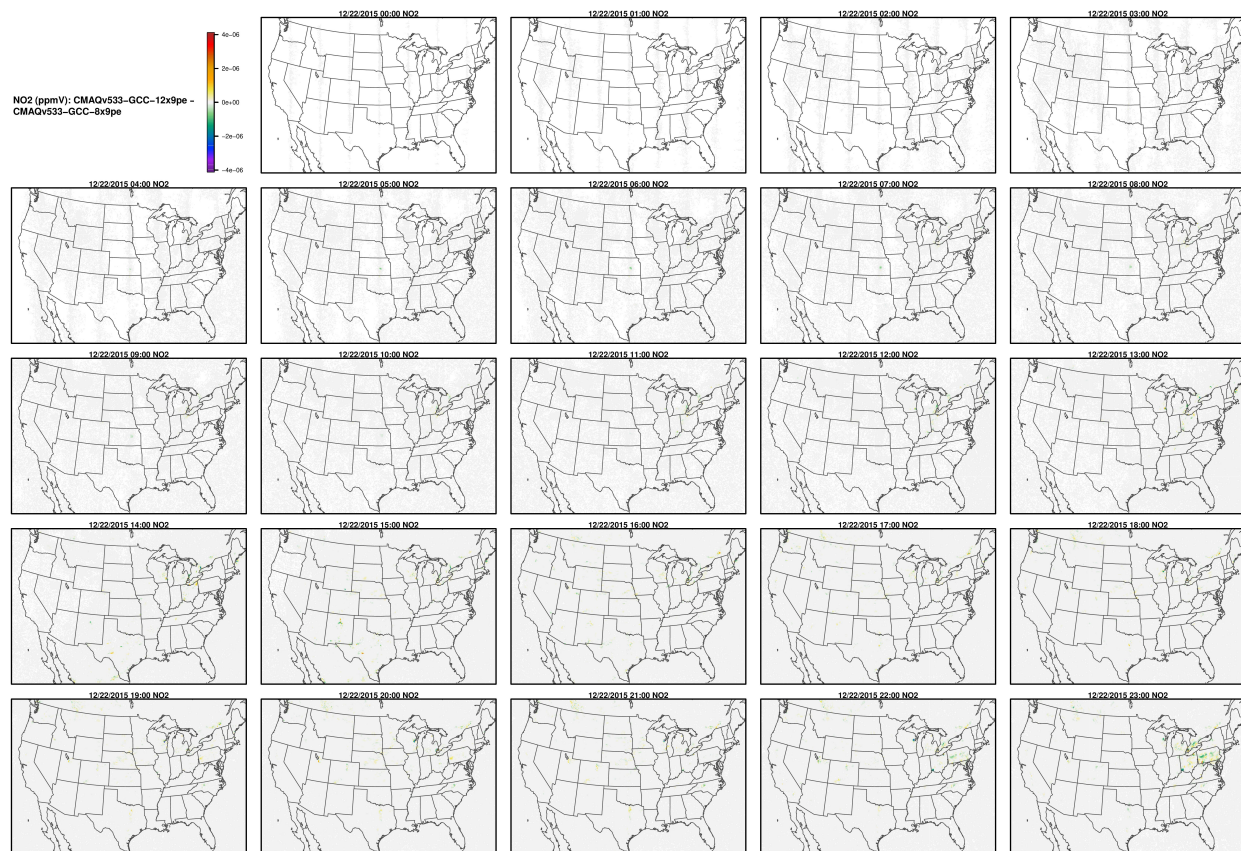 12/22/2015 00:00 NO2
12/22/2015 01:00 NO2
12/22/2015 02:00 NO2
12/22/2015 03:00 NO2
4e−06
2e−06
0e+00
−2e−06
−4e−06
NO2 (ppmV): CMAQv533−GCC−12x9pe −
CMAQv533−GCC−8x9pe
12/22/2015 04:00 NO2
12/22/2015 05:00 NO2
12/22/2015 06:00 NO2
12/22/2015 07:00 NO2
12/22/2015 08:00 NO2
12/22/2015 09:00 NO2
12/22/2015 10:00 NO2
12/22/2015 11:00 NO2
12/22/2015 12:00 NO2
12/22/2015 13:00 NO2
12/22/2015 14:00 NO2
12/22/2015 15:00 NO2
12/22/2015 16:00 NO2
12/22/2015 17:00 NO2
12/22/2015 18:00 NO2
12/22/2015 19:00 NO2
12/22/2015 20:00 NO2
12/22/2015 21:00 NO2
12/22/2015 22:00 NO2
12/22/2015 23:00 NO2